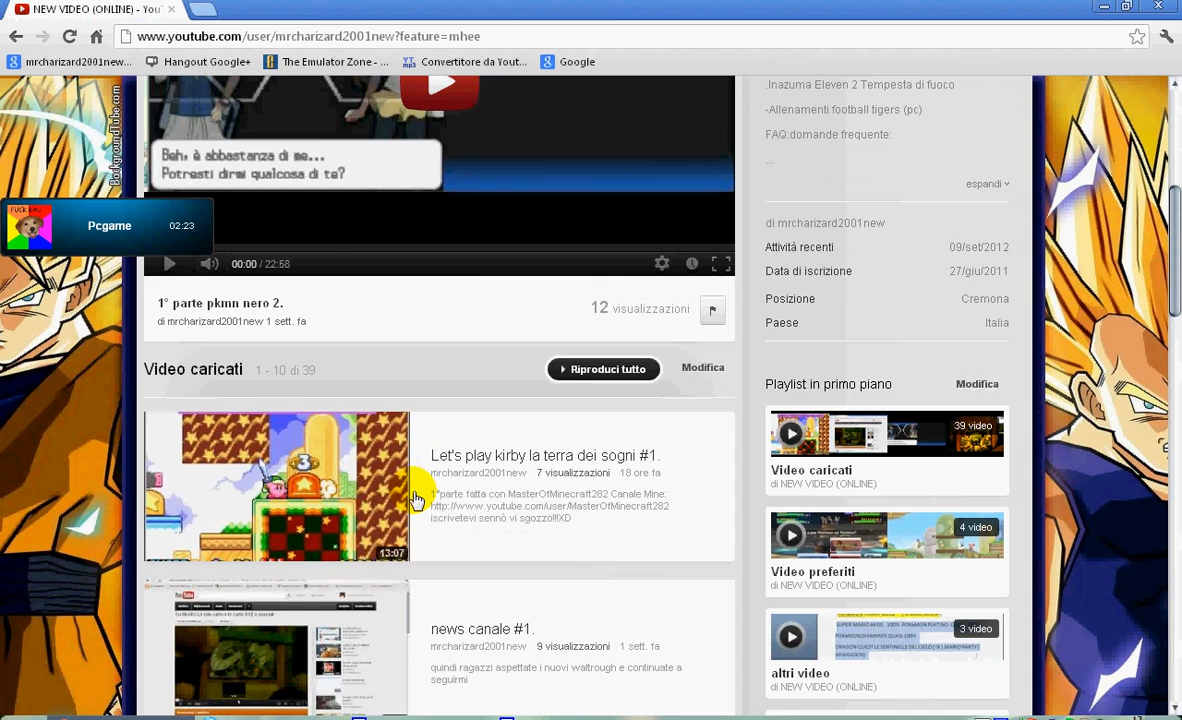 NEW VIDEO (ONLINE) - You
www.youtube.com/user/mrcharizard2001new?feature=mhee
mrcharizard2001new...
Hangout Google+
The Emulator Zone - ...
Convertitore da Yout...
Google
BackgroundTube.com
Beh, è abbastanza di me...
Potresti dirmi qualcosa di te?
.Inazuma Eleven 2 Tempesta di fuoco
-Allenamenti football tigers (pc)
FAQ:domande frequente:
...
espandi
di mrcharizard2001new
Attività recenti 09/set/2012
Data di iscrizione 27/giu/2011
Posizione Cremona
Paese Italia
Pcgame 02:23
00:00 / 22:58
1° parte pkmn nero 2.
di mrcharizard2001new 1 sett. fa
12 visualizzazioni
Video caricati 1 - 10 di 39
Riproduci tutto
Modifica
Let's play kirby la terra dei sogni #1.
mrcharizard2001new 7 visualizzazioni 18 ore fa
1°parte fatta con MasterOfMinecraft282 Canale Mine:
http://www.youtube.com/user/MasterOfMinecraft282
iscrivetevi sennò vi sgozzo!!!XD
3
13:07
news canale #1.
mrcharizard2001new 9 visualizzazioni 1 sett. fa
quindi ragazzi aspettate i nuovi waltrough e continuate a
seguirmi
Playlist in primo piano Modifica
39 video
Video caricati
di NEW VIDEO (ONLINE)
4 video
Video preferiti
di NEW VIDEO (ONLINE)
3 video
altri video
di NEW VIDEO (ONLINE)